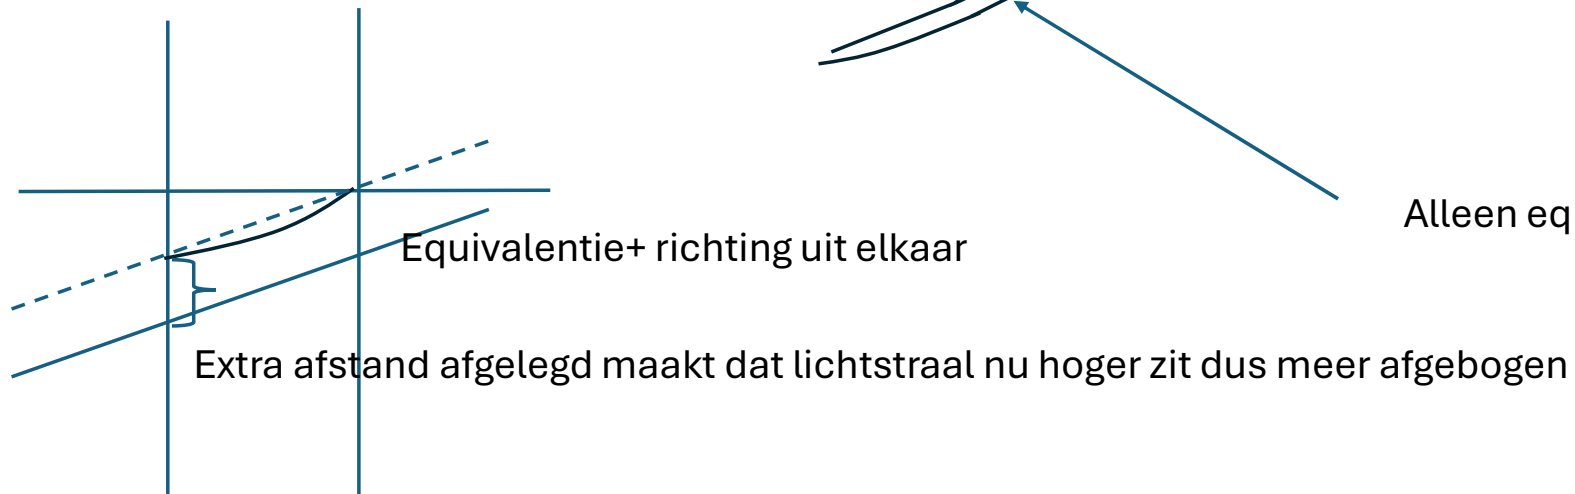 Alleen eq
Equivalentie+ richting uit elkaar
Extra afstand afgelegd maakt dat lichtstraal nu hoger zit dus meer afgebogen